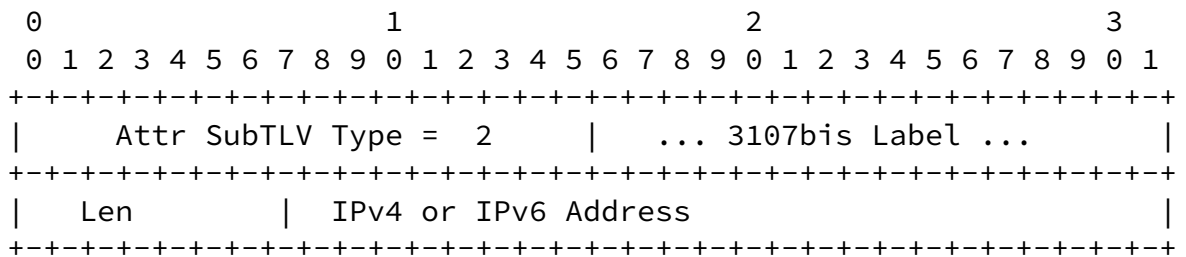 0                   1                   2                   3
 0 1 2 3 4 5 6 7 8 9 0 1 2 3 4 5 6 7 8 9 0 1 2 3 4 5 6 7 8 9 0 1
+-+-+-+-+-+-+-+-+-+-+-+-+-+-+-+-+-+-+-+-+-+-+-+-+-+-+-+-+-+-+-+-+
|     Attr SubTLV Type =  2     |   ... 3107bis Label ...       |
+-+-+-+-+-+-+-+-+-+-+-+-+-+-+-+-+-+-+-+-+-+-+-+-+-+-+-+-+-+-+-+-+
|   Len        |  IPv4 or IPv6 Address                          |
+-+-+-+-+-+-+-+-+-+-+-+-+-+-+-+-+-+-+-+-+-+-+-+-+-+-+-+-+-+-+-+-+